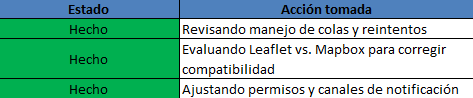 Estado Acción tomada
Hecho Revisando manejo de colas y reintentos
Evaluando Leaflet vs. Mapbox para corregir
Hecho compatibilidad
Hecho Ajustando permisos y canales de notificación